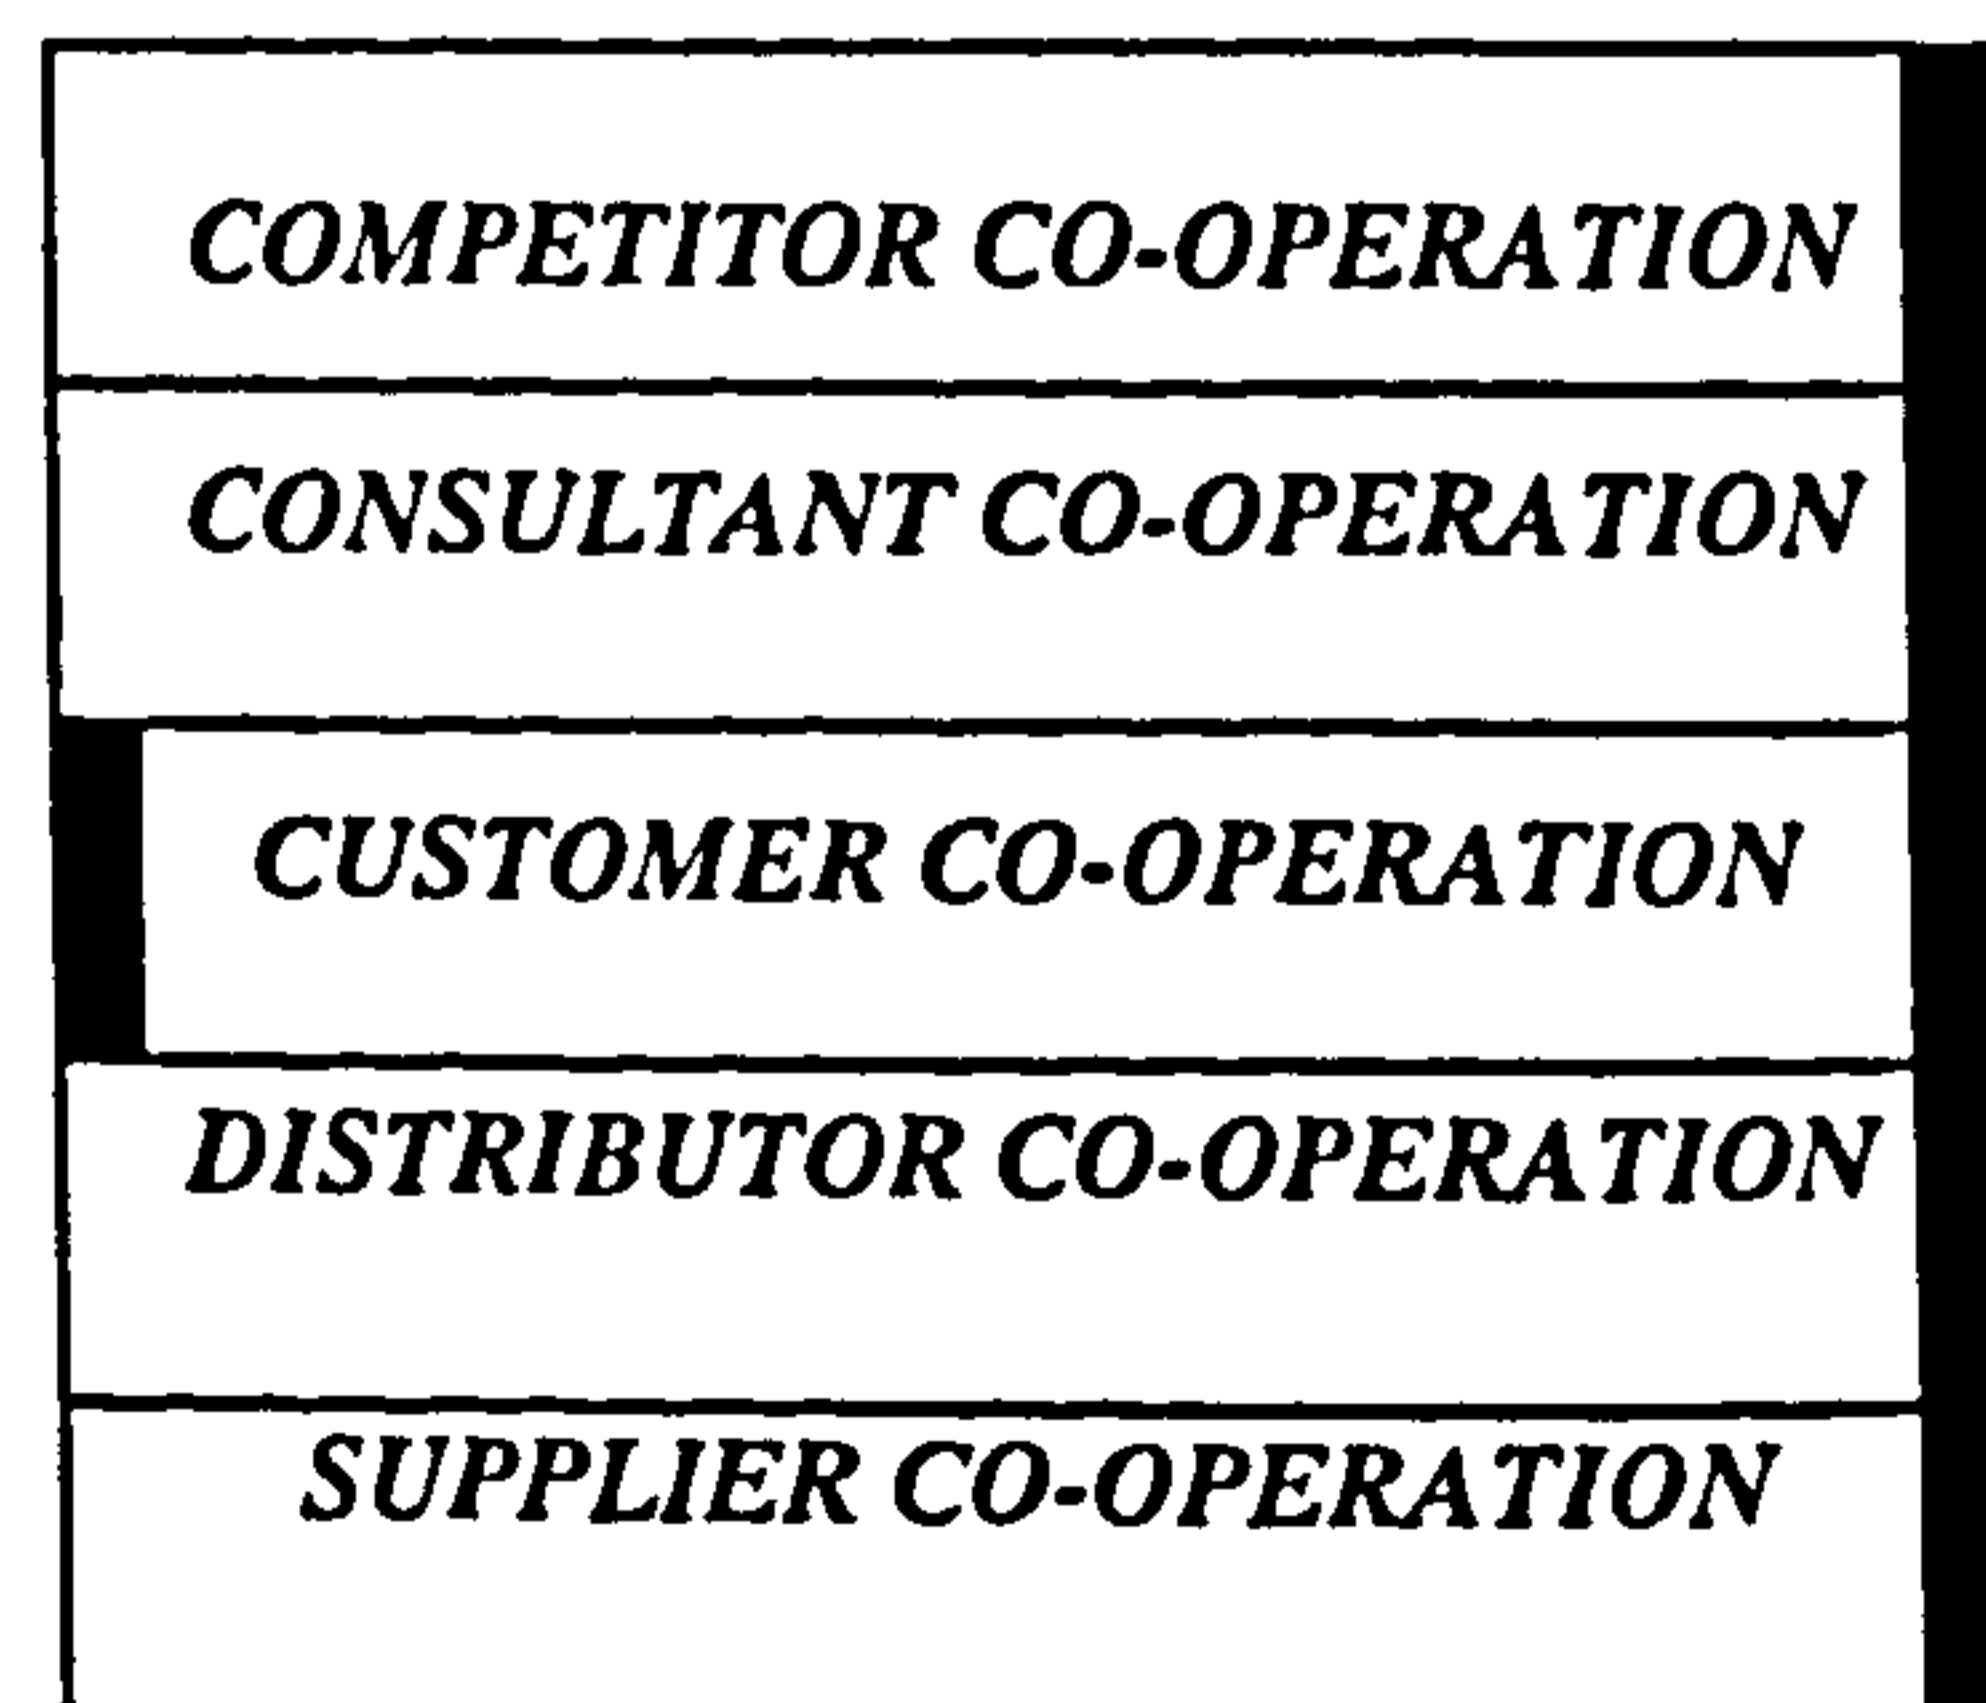 COMPETITOR CO-OPERATION
CONSULTANT CO-OPERATION
CUSTOMER CO-OPERATION
DISTRIBUTOR CO-OPERATION
SUPPLIER CO-OPERATION